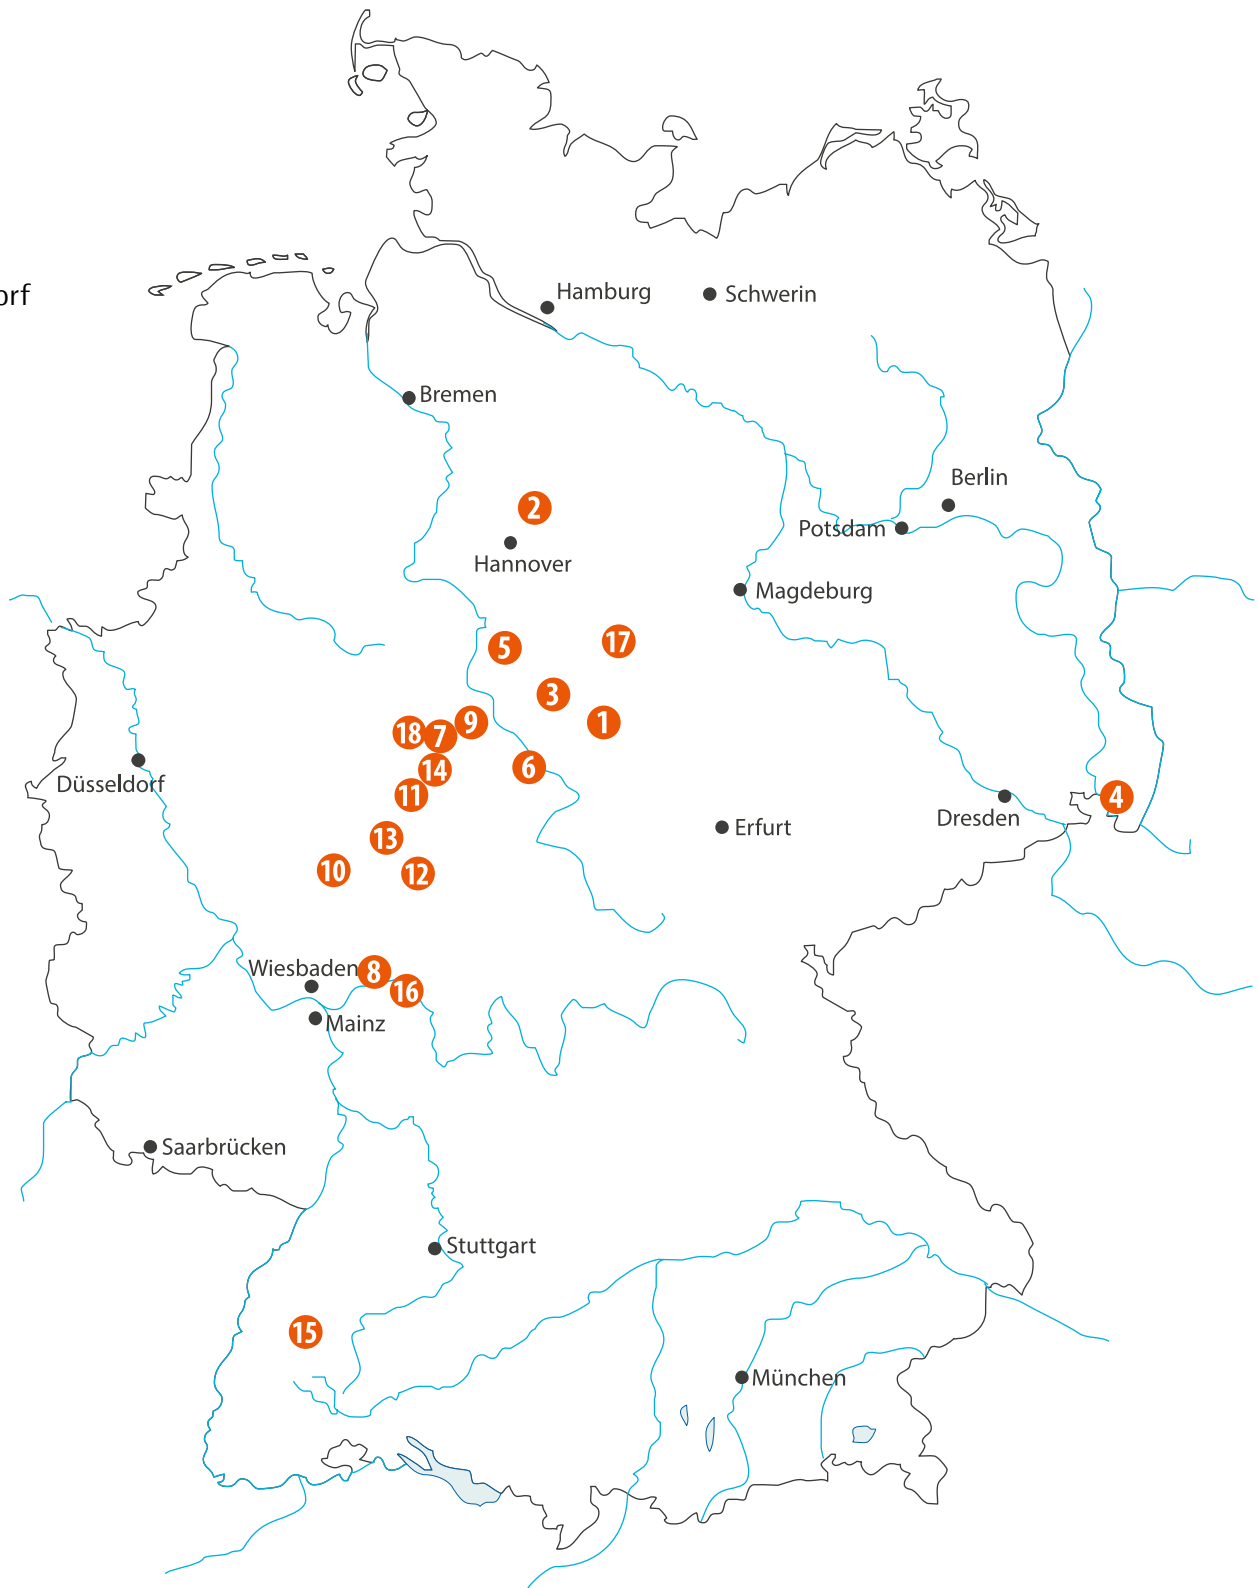 Hamburg
Schwerin
orf
Bremen
Berlin
2
Potsdam
Hannover
Magdeburg
17
5
3
9
1
18
7
6
14
Düsseldorf
11
4
Dresden
Erfurt
13
10
12
Wiesbaden
8
16
Mainz
Saarbrücken
Stuttgart
15
München